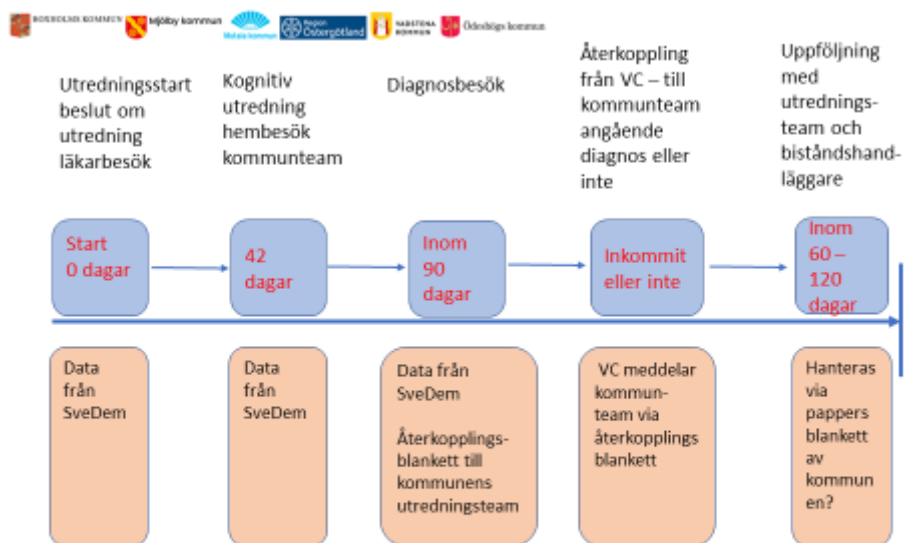 BOXHOLMS KOMMUN
Mjölby kommun
Motala kommun
Region
Östergötland
VADSTENA
KOMMUN
Ödeshögs kommun
Utredningsstart
beslut om
utredning
läkarbesök
Kognitiv
utredning
hembesök
kommunteam
Diagnosbesök
Återkoppling
från VC – till
kommunteam
angående
diagnos eller
inte
Uppföljning
med
utrednings-
team och
biståndshand-
läggare
Start
0 dagar
42
dagar
Inom
90
dagar
Inkommit
eller inte
Inom
60 –
120
dagar
Data
från
SveDem
Data
från
SveDem
Data från
SveDem
Återkopplings-
blankett till
kommunens
utredningsteam
VC meddelar
kommun-
team via
återkopplings
blankett
Hanteras
via
pappers
blankett
av
kommun
en?